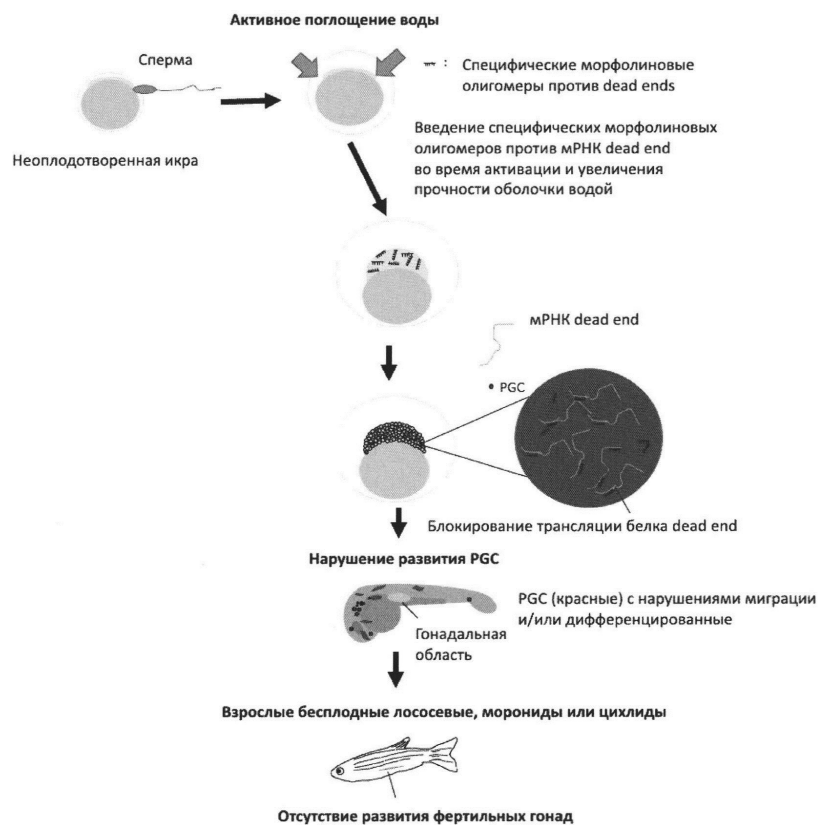 Активное поглощение воды
Сперма
Неоплодотворенная икра
: Специфические морфолиновые
олигомеры против dead ends
Введение специфических морфолиновых
олигомеров против мРНК dead end
во время активации и увеличения
прочности оболочки водой
мРНК dead end
• PGC
Блокирование трансляции белка dead end
Нарушение развития PGC
PGC (красные) с нарушениями миграции
и/или дифференцированные
Гонадальная
область
Взрослые бесплодные лососевые, морониды или цихлиды
Отсутствие развития фертильных гонад